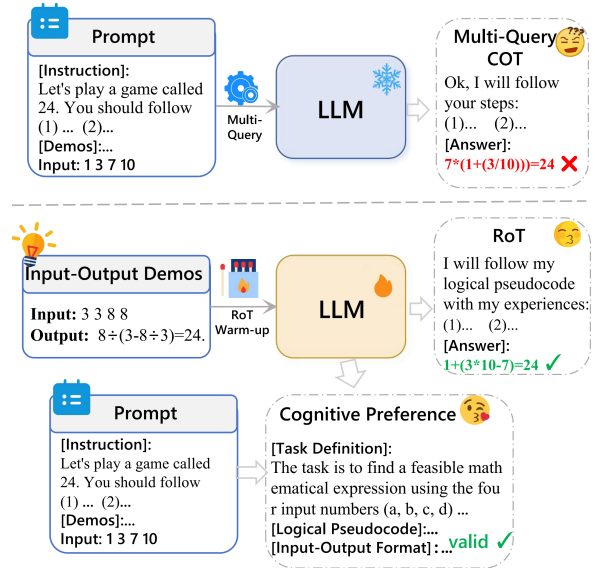 Prompt
[Instruction]:
Let's play a game called
24. You should follow
(1) ... (2)...
[Demos]:...
Input: 1 3 7 10
Multi-
Query
LLM
Multi-Query
COT
Ok, I will follow
your steps:
(1)... (2)...
[Answer]:
7*(1+(3/10)))=24
Input-Output Demos
Input: 3 3 8 8
Output: 8÷(3-8÷3)=24.
RoT
Warm-up
LLM
RoT
I will follow my
logical pseudocode
with my experiences:
(1)... (2)...
[Answer]:
1+(3*10-7)=24
Prompt
[Instruction]:
Let's play a game called
24. You should follow
(1) ... (2)...
[Demos]:...
Input: 1 3 7 10
Cognitive Preference
[Task Definition]:
The task is to find a feasible math
ematical expression using the fou
r input numbers (a, b, c, d) ...
[Logical Pseudocode]:...
[Input-Output Format]:...
valid